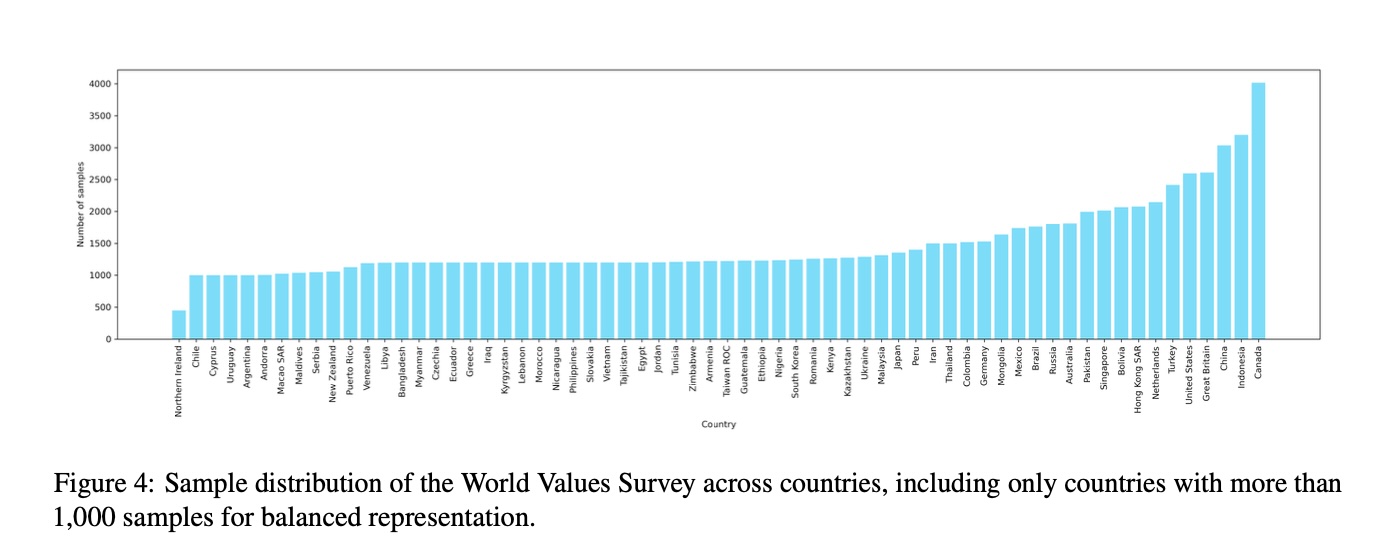 4000
3500
3000
2500
2000
1500
1000
500
0
Number of samples
Northern Ireland
Chile
Cyprus
Uruguay
Argentina
Andorra
Macao SAR
Maldives
Serbia
New Zealand
Puerto Rico
Venezuela
Libya
Bangladesh
Myanmar
Czechia
Ecuador
Greece
Iraq
Kyrgyzstan
Lebanon
Morocco
Nicaragua
Philippines
Slovakia
Vietnam
Tajikistan
Egypt
Jordan
Tunisia
Zimbabwe
Armenia
Taiwan ROC
Guatemala
Ethiopia
Nigeria
South Korea
Romania
Kenya
Kazakhstan
Ukraine
Malaysia
Japan
Peru
Iran
Thailand
Colombia
Germany
Mongolia
Mexico
Brazil
Russia
Australia
Pakistan
Singapore
Bolivia
Hong Kong SAR
Netherlands
Turkey
United States
Great Britain
China
Indonesia
Canada
Country
Figure 4: Sample distribution of the World Values Survey across countries, including only countries with more than
1,000 samples for balanced representation.